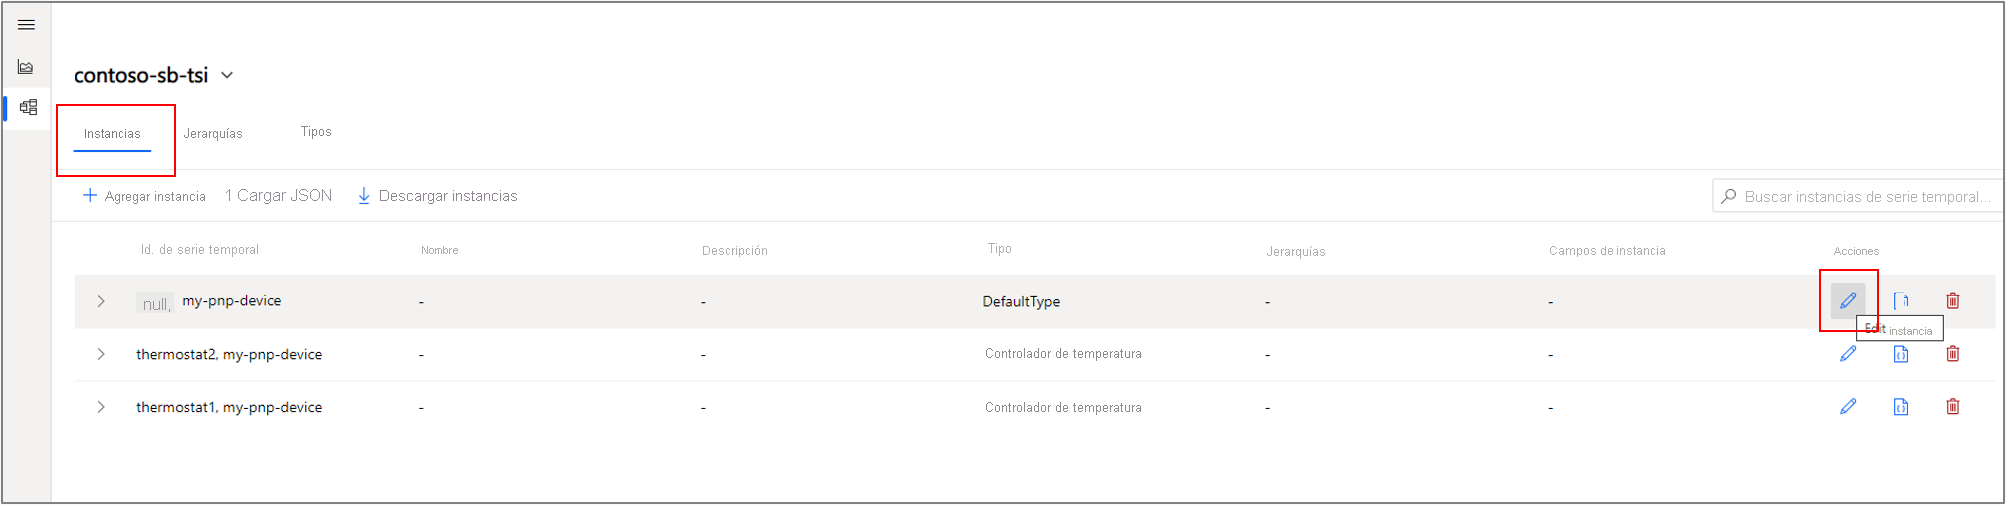 contoso-sb-tsi
Instancias Jerarquías Tipos
Agregar instancia 1 Cargar JSON Descargar instancias Buscar instancias de serie temporal...
Id. de serie temporal Nombre Descripción Tipo Jerarquías Campos de instancia Acciones
null, my-pnp-device - - DefaultType - -
Edit instancia
thermostat2, my-pnp-device - - Controlador de temperatura - -
thermostat1, my-pnp-device - - Controlador de temperatura - -